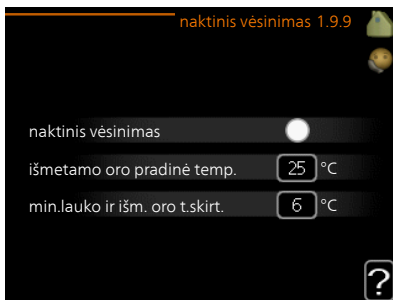 naktinis vėsinimas 1.9.9
naktinis vėsinimas
išmetamo oro pradinė temp. 25 °C
min.lauko ir išm. oro t.skirt. 6 °C
?